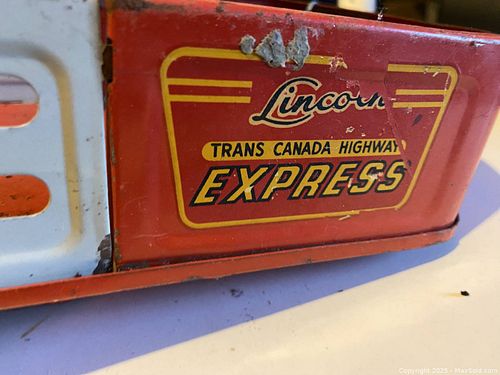 Lincoln
TRANS CANADA HIGHWAY
EXPRESS
Copyright 2025 - MaxSold.com